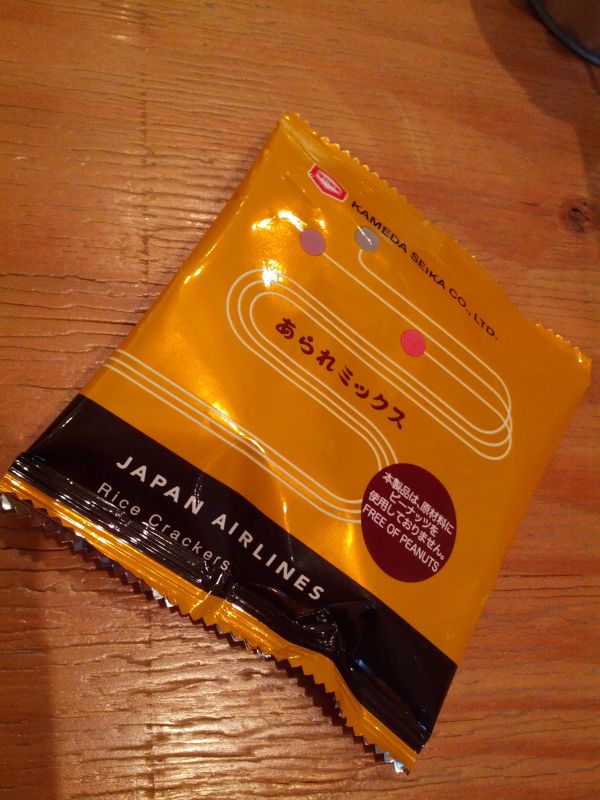 KAMEDA SEIKA CO., LTD.
あられミックス
本製品は、原材料に
ピーナッツを
使用しておりません。
FREE OF PEANUTS
JAPAN AIRLINES
Rice Crackers